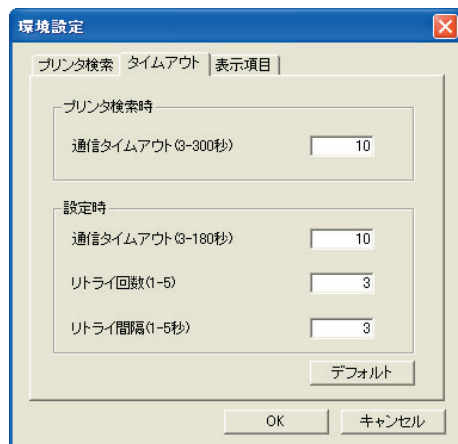 環境設定
プリンタ検索 タイムアウト 表示項目
プリンタ検索時
通信タイムアウト(3-300秒) 10
設定時
通信タイムアウト(3-180秒) 10
リトライ回数(1-5) 3
リトライ間隔(1-5秒) 3
デフォルト
OK キャンセル